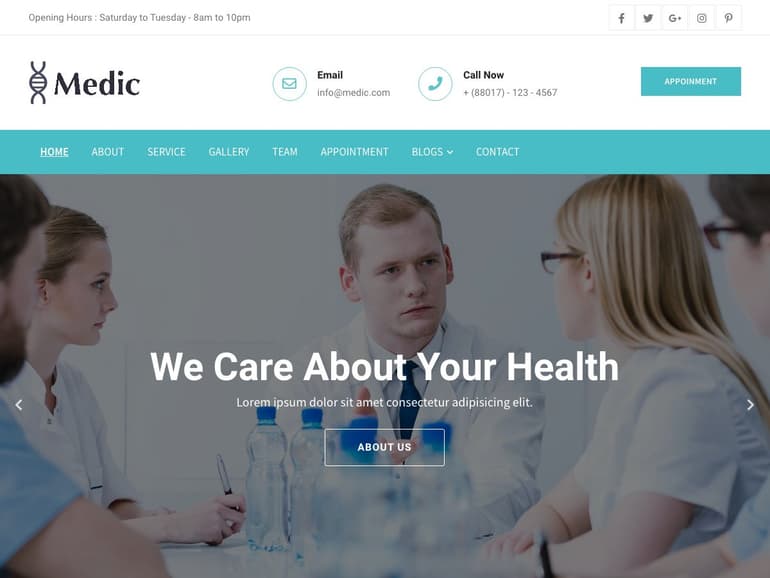 Opening Hours : Saturday to Tuesday - 8am to 10pm
Medic
Email
info@medic.com
Call Now
+ (88017) - 123 - 4567
APPOINMENT
HOME ABOUT SERVICE GALLERY TEAM APPOINTMENT BLOGS CONTACT
We Care About Your Health
Lorem ipsum dolor sit amet consectetur adipisicing elit.
ABOUT US